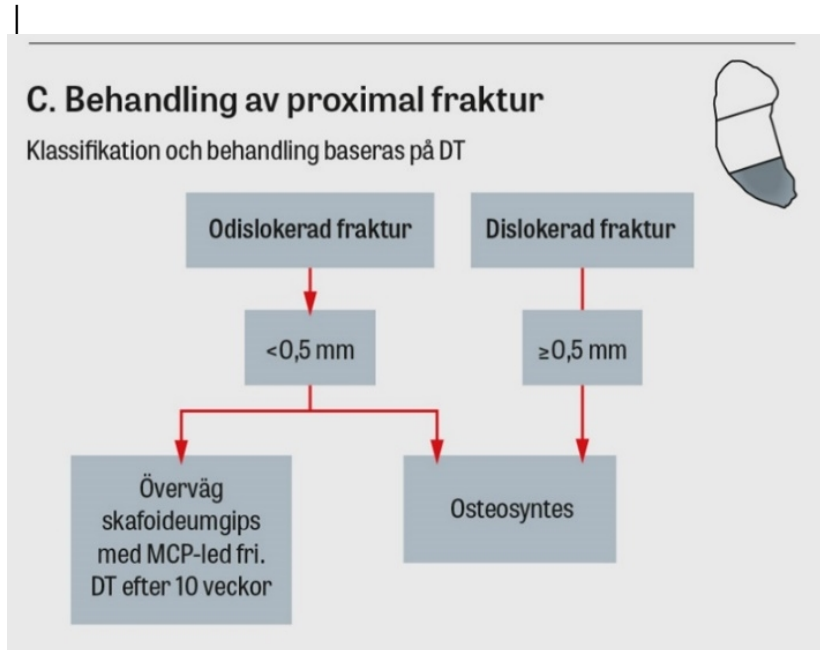 C. Behandling av proximal fraktur
Klassifikation och behandling baseras på DT
Odislokerad fraktur
Dislokerad fraktur
<0,5 mm
≥0,5 mm
Överväg
skafoideumgips
med MCP-led fri.
DT efter 10 veckor
Osteosyntes